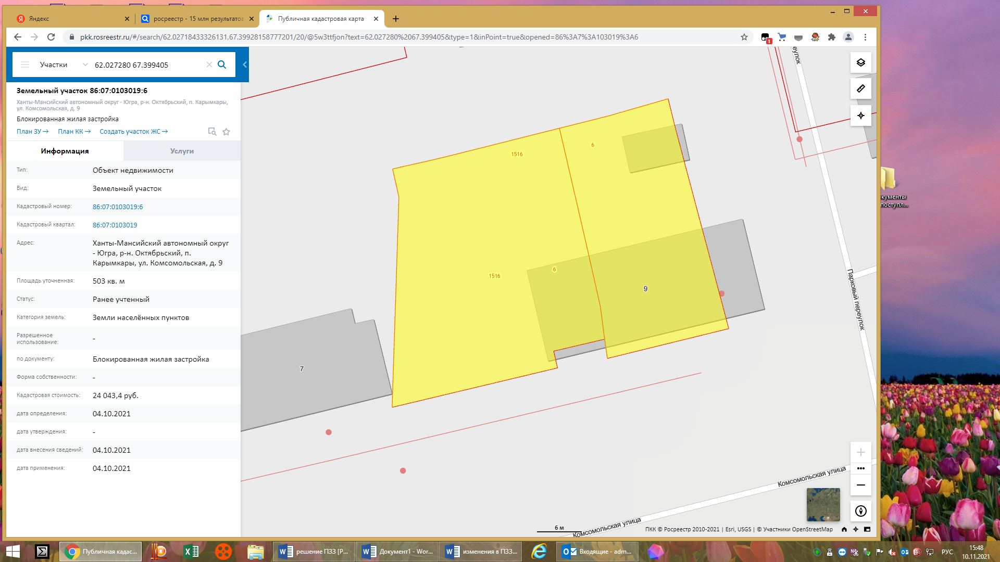 Яндекс
росреестр - 15 млн результатов
Публичная кадастровая карта
pkk.rosreestr.ru/#/search/62.02718433326131,67.39928158777201/20/@5w3ttfjon?text=62.027280%2067.399405&type=1&inPoint=true&opened=86%3A7%3A103019%3A6
1
Участки
62.027280 67.399405
Земельный участок 86:07:0103019:6
Ханты-Мансийский автономный округ - Югра, р-н. Октябрьский, п. Карымкары,
ул. Комсомольская, д. 9
Блокированная жилая застройка
План ЗУ →
План КК →
Создать участок ЖС →
Информация
Услуги
Тип:
Объект недвижимости
Вид:
Земельный участок
Кадастровый номер:
86:07:0103019:6
Кадастровый квартал:
86:07:0103019
Адрес:
Ханты-Мансийский автономный округ
- Югра, р-н. Октябрьский, п.
Карымкары, ул. Комсомольская, д. 9
Площадь уточненная:
503 кв. м
Статус:
Ранее учтенный
Категория земель:
Земли населённых пунктов
Разрешенное
использование:
-
по документу:
Блокированная жилая застройка
Форма собственности:
-
Кадастровая стоимость:
24 043,4 руб.
дата определения:
04.10.2021
дата утверждения:
-
дата внесения сведений:
04.10.2021
дата применения:
04.10.2021
еулок
1516
6
1516
6
9
7
Парковый переулок
Комсомольская улица
Комсомольская улица
6 м
ПКК © Росреестр 2010-2021 | Esri, USGS | © Участники OpenStreetMap
кументы
поступл...
Публичная кадас...
решение ПЗЗ [Р...
Документ1 - Wor...
изменения в ПЗЗ...
Входящие - adm...
РУС
15:48
10.11.2021